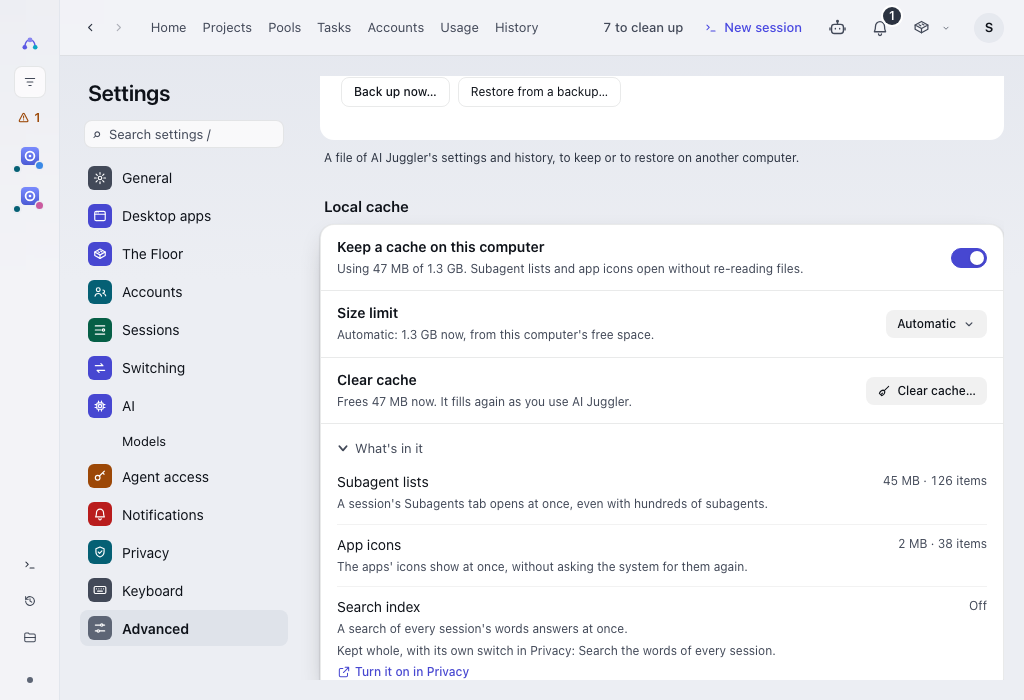 Home Projects Pools Tasks Accounts Usage History 7 to clean up New session 1 S
1
Settings
Search settings /
General
Desktop apps
The Floor
Accounts
Sessions
Switching
AI
Models
Agent access
Notifications
Privacy
Keyboard
Advanced
Back up now... Restore from a backup...
A file of AI Juggler's settings and history, to keep or to restore on another computer.
Local cache
Keep a cache on this computer
Using 47 MB of 1.3 GB. Subagent lists and app icons open without re-reading files.
Size limit
Automatic: 1.3 GB now, from this computer's free space.
Automatic
Clear cache
Frees 47 MB now. It fills again as you use AI Juggler.
Clear cache...
What's in it
Subagent lists 45 MB · 126 items
A session's Subagents tab opens at once, even with hundreds of subagents.
App icons 2 MB · 38 items
The apps' icons show at once, without asking the system for them again.
Search index Off
A search of every session's words answers at once.
Kept whole, with its own switch in Privacy: Search the words of every session.
Turn it on in Privacy